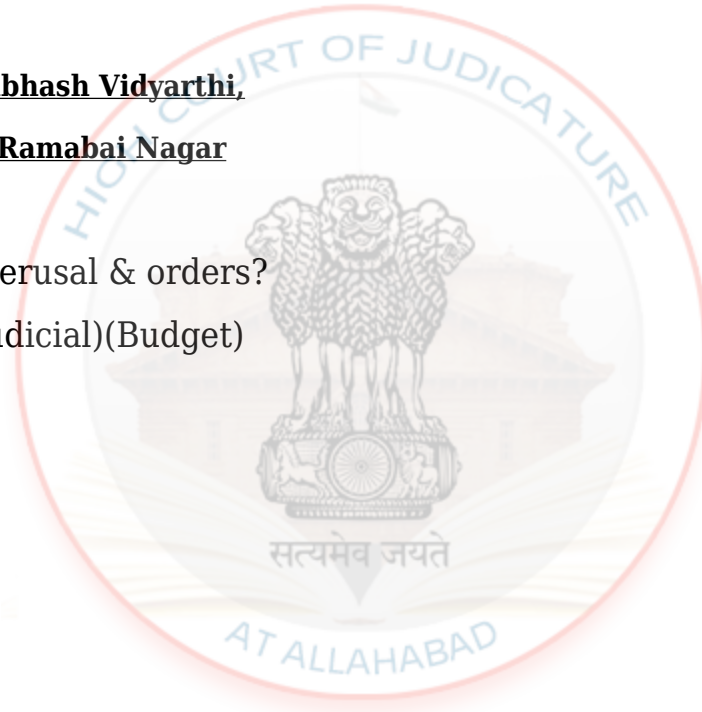 bhash Vidyarthi,
Ramabai Nagar
erusal & orders?
dicial)(Budget)
HIGH COURT OF JUDICATURE
सत्यमेव जयते
AT ALLAHABAD